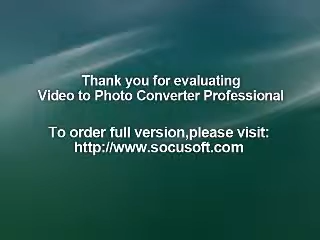 Thank you for evaluating
Video to Photo Converter Professional
To order full version,please visit:
http://www.socusoft.com